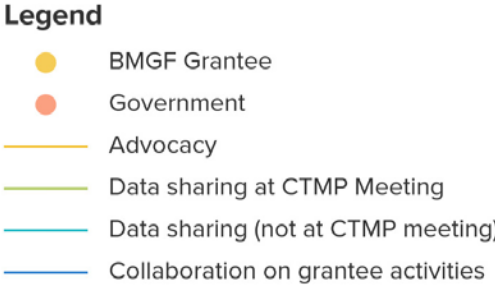 Legend
BMGF Grantee
Government
Advocacy
Data sharing at CTMP Meeting
Data sharing (not at CTMP meeting)
Collaboration on grantee activities